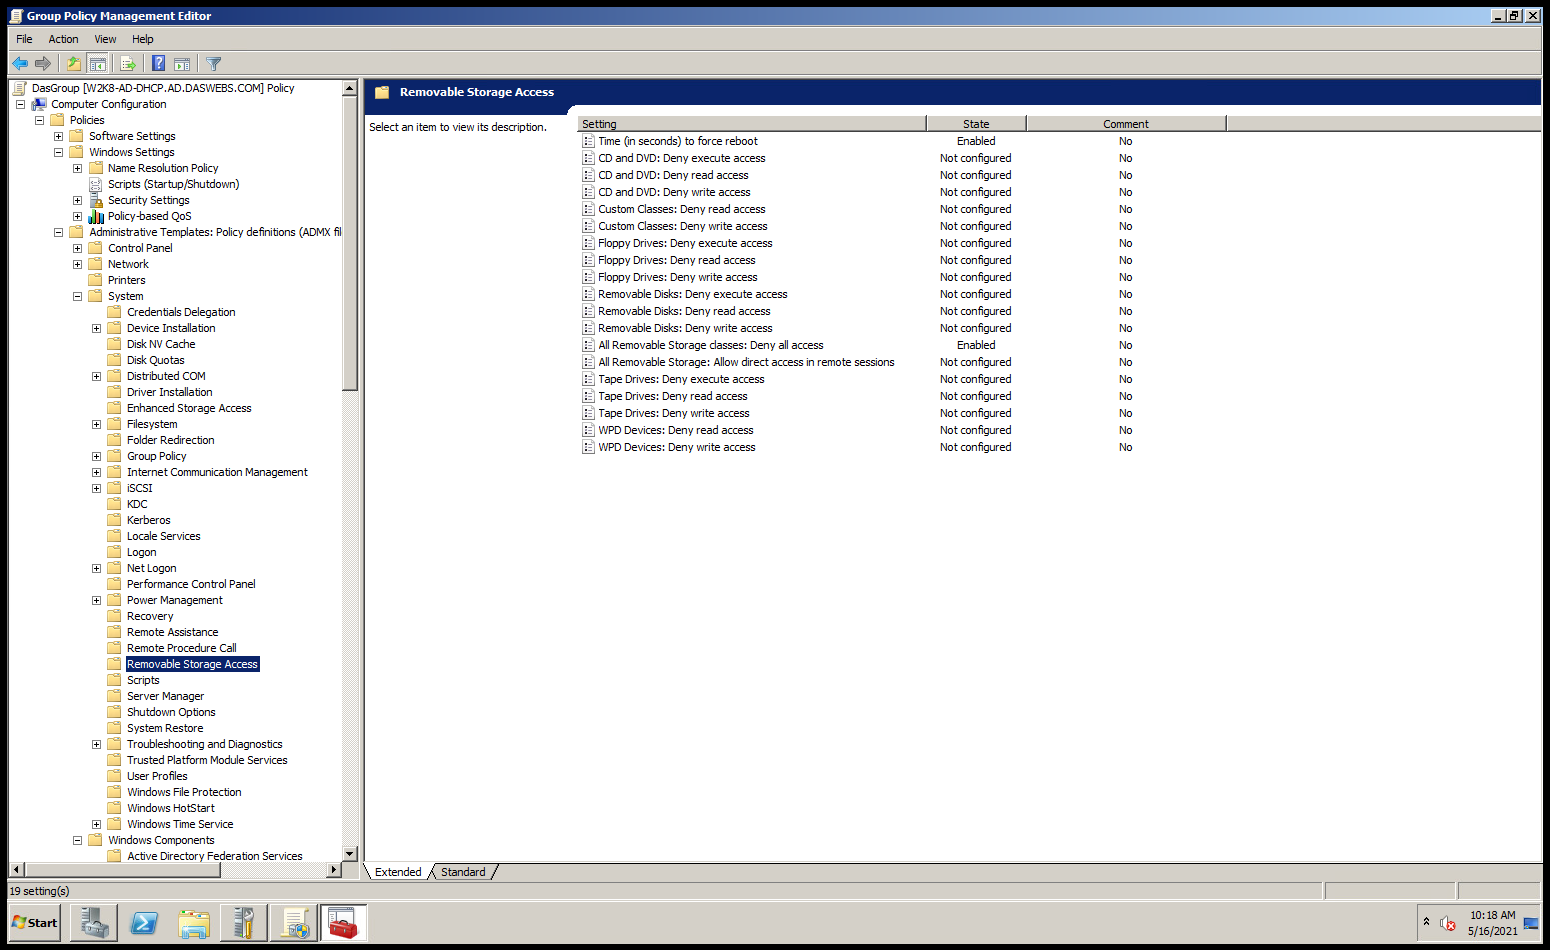 Group Policy Management Editor
File Action View Help
DasGroup [W2K8-AD-DHCP.AD.DASWEBS.COM] Policy
Computer Configuration
Policies
Software Settings
Windows Settings
Name Resolution Policy
Scripts (Startup/Shutdown)
Security Settings
Policy-based QoS
Administrative Templates: Policy definitions (ADMX fil
Control Panel
Network
Printers
System
Credentials Delegation
Device Installation
Disk NV Cache
Disk Quotas
Distributed COM
Driver Installation
Enhanced Storage Access
Filesystem
Folder Redirection
Group Policy
Internet Communication Management
iSCSI
KDC
Kerberos
Locale Services
Logon
Net Logon
Performance Control Panel
Power Management
Recovery
Remote Assistance
Remote Procedure Call
Removable Storage Access
Scripts
Server Manager
Shutdown Options
System Restore
Troubleshooting and Diagnostics
Trusted Platform Module Services
User Profiles
Windows File Protection
Windows HotStart
Windows Time Service
Windows Components
Active Directory Federation Services
Removable Storage Access
Select an item to view its description.
Setting State Comment
Time (in seconds) to force reboot Enabled No
CD and DVD: Deny execute access Not configured No
CD and DVD: Deny read access Not configured No
CD and DVD: Deny write access Not configured No
Custom Classes: Deny read access Not configured No
Custom Classes: Deny write access Not configured No
Floppy Drives: Deny execute access Not configured No
Floppy Drives: Deny read access Not configured No
Floppy Drives: Deny write access Not configured No
Removable Disks: Deny execute access Not configured No
Removable Disks: Deny read access Not configured No
Removable Disks: Deny write access Not configured No
All Removable Storage classes: Deny all access Enabled No
All Removable Storage: Allow direct access in remote sessions Not configured No
Tape Drives: Deny execute access Not configured No
Tape Drives: Deny read access Not configured No
Tape Drives: Deny write access Not configured No
WPD Devices: Deny read access Not configured No
WPD Devices: Deny write access Not configured No
Extended Standard
19 setting(s)
Start
10:18 AM
5/16/2021